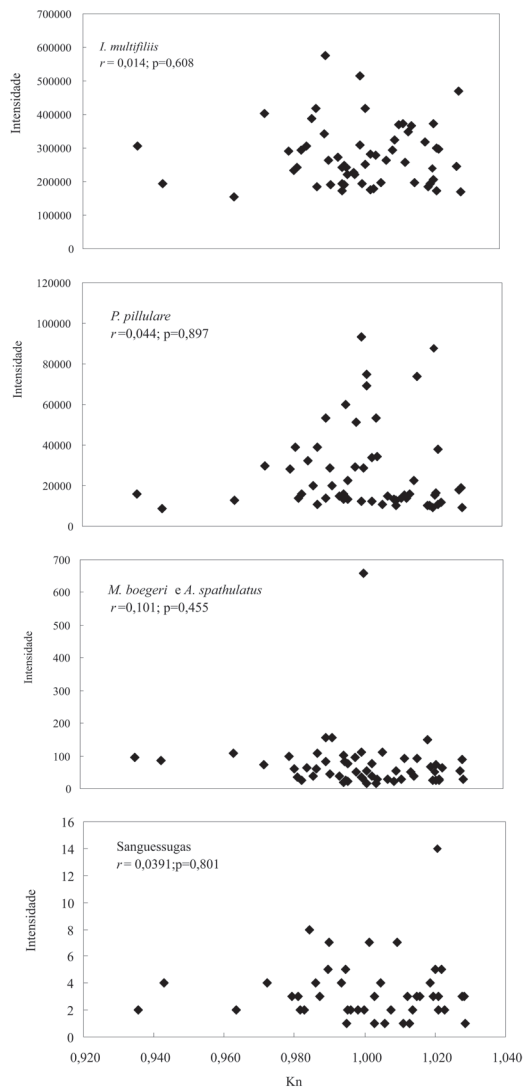 700000
I. multifiliis
600000
r = 0,014; p=0,608
500000
400000
Intensidade
300000
200000
100000
0
120000
P. pillulare
100000
r=0,044; p=0,897
80000
Intensidade
60000
40000
20000
0
700
M. boegeri e A. spathulatus
600
r=0,101; p=0,455
500
400
Intensidade
300
200
100
0
16
Sanguessugas
14
r = 0,0391;p=0,801
12
10
Intensidade
8
6
4
2
0
0,920 0,940 0,960 0,980 1,000 1,020 1,040
Kn